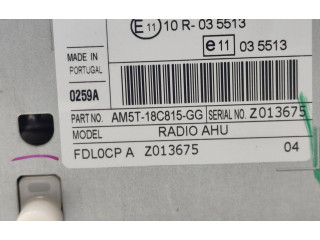 E 11 10 R- 03 5513
e 11 03 5513
MADE IN
PORTUGAL
0259A
PART NO. AM5T-18C815-GG SERIAL NO. Z013675
MODEL RADIO AHU
FDL0CP A Z013675 04